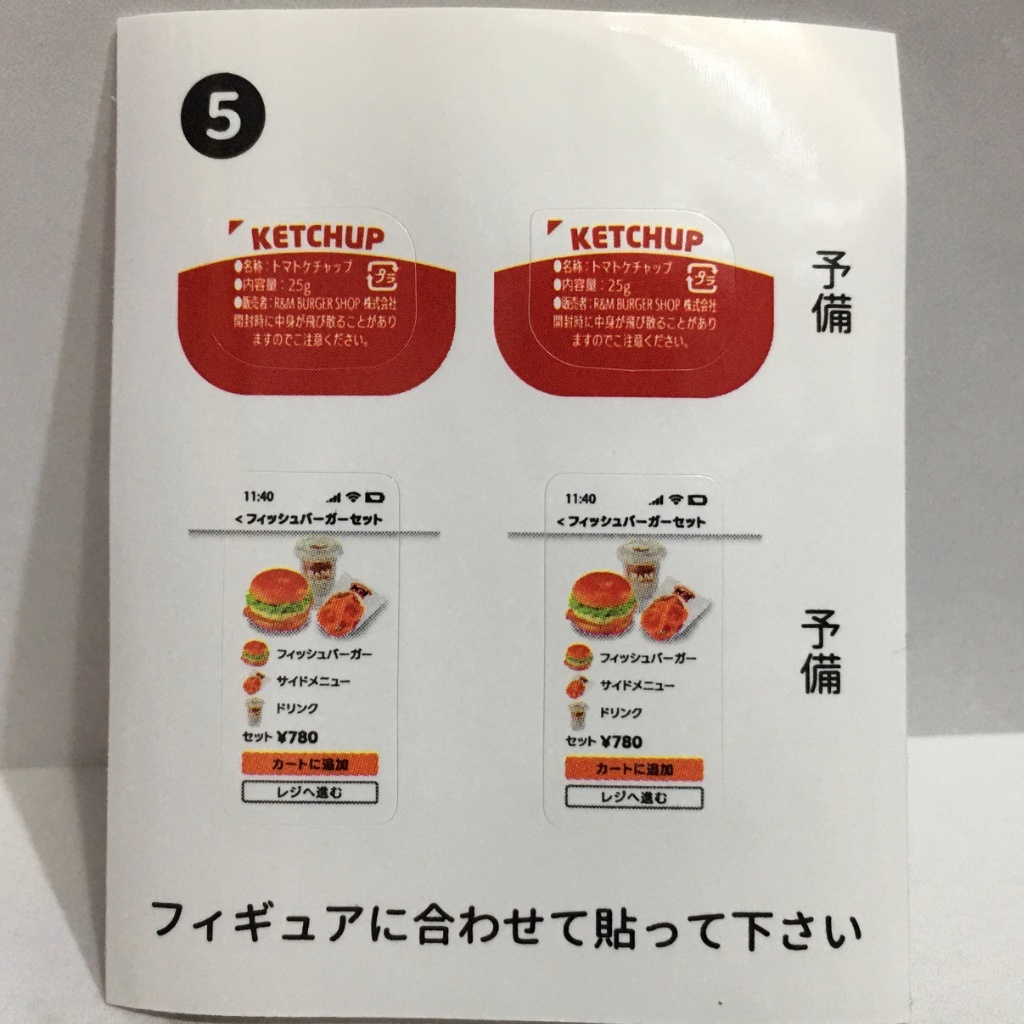 5
KETCHUP
●名称:トマトケチャップ
プラ
●内容量:25g
●販売者:R&M BURGER SHOP 株式会社
開封時に中身が飛び散ることがあり
ますのでご注意ください。
KETCHUP
●名称:トマトケチャップ
プラ
●内容量:25g
●販売者:R&M BURGER SHOP 株式会社
開封時に中身が飛び散ることがあり
ますのでご注意ください。
予備
11:40
<フィッシュバーガーセット
フィッシュバーガー
サイドメニュー
ドリンク
セット ¥780
カートに追加
レジへ進む
11:40
<フィッシュバーガーセット
フィッシュバーガー
サイドメニュー
ドリンク
セット ¥780
カートに追加
レジへ進む
予備
フィギュアに合わせて貼って下さい